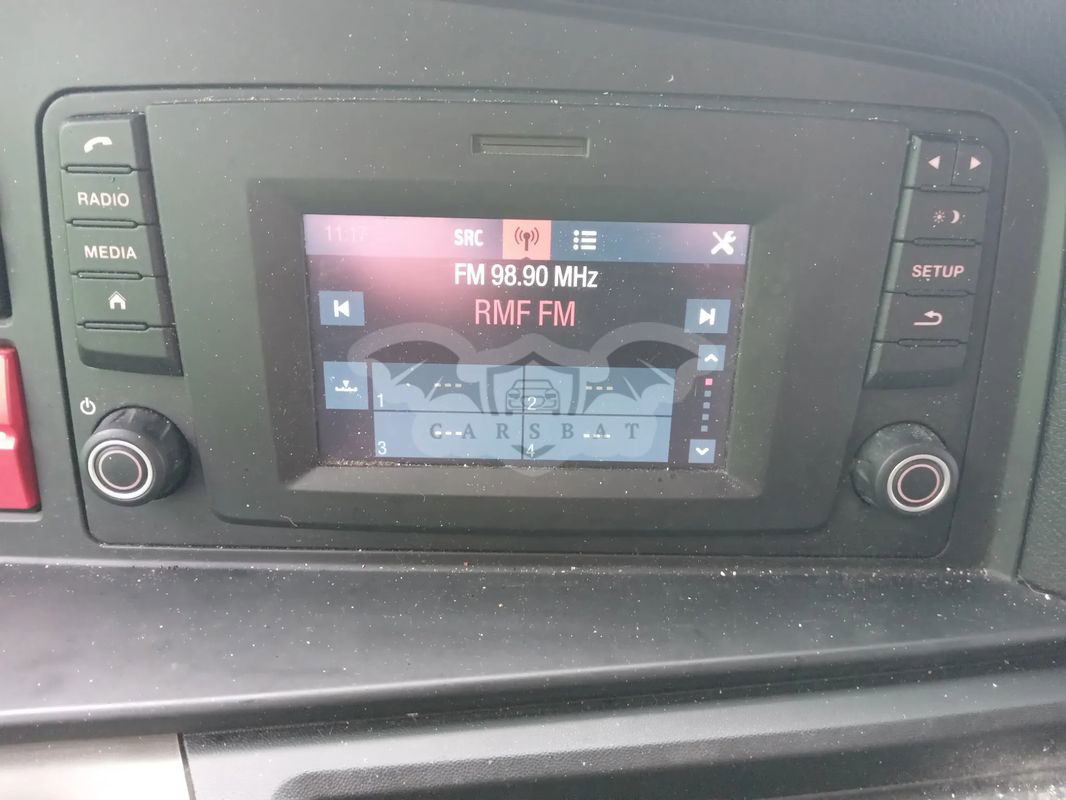 RADIO
MEDIA
SETUP
11:17 SRC
FM 98.90 MHz
RMF FM
1 --- 2 ---
3 --- 4 ---
CARSBAT